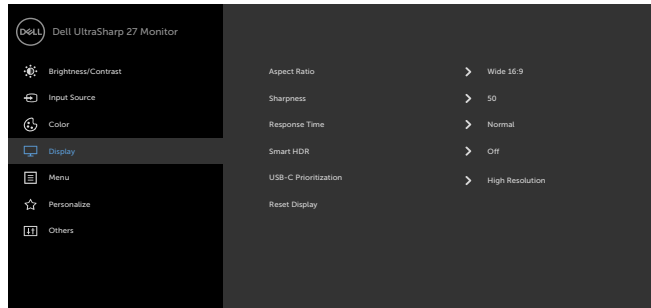 DELL Dell UltraSharp 27 Monitor
Brightness/Contrast
Input Source
Color
Display
Menu
Personalize
Others
Aspect Ratio Wide 16:9
Sharpness 50
Response Time Normal
Smart HDR Off
USB-C Prioritization High Resolution
Reset Display